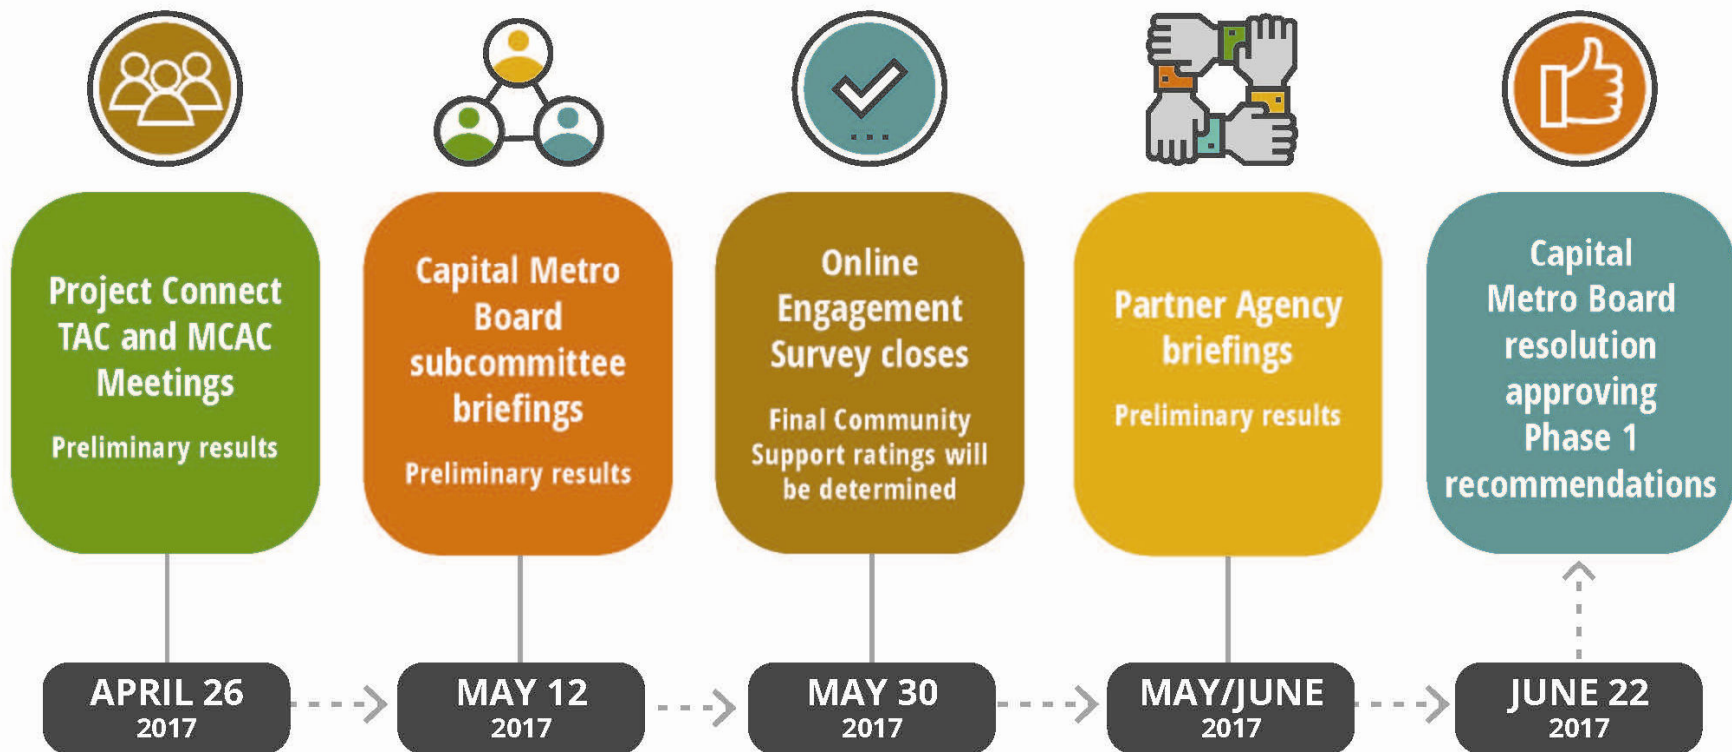 Project Connect
TAC and MCAC
Meetings
Preliminary results
Capital Metro
Board
subcommittee
briefings
Preliminary results
Online
Engagement
Survey closes
Final Community
Support ratings will
be determined
Partner Agency
briefings
Preliminary results
Capital
Metro Board
resolution
approving
Phase 1
recommendations
APRIL 26
2017
MAY 12
2017
MAY 30
2017
MAY/JUNE
2017
JUNE 22
2017